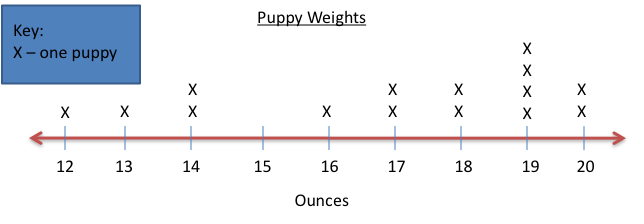 Puppy Weights
Key:
X – one puppy
X
X
X X X X
X X X X X X X X
12 13 14 15 16 17 18 19 20
Ounces